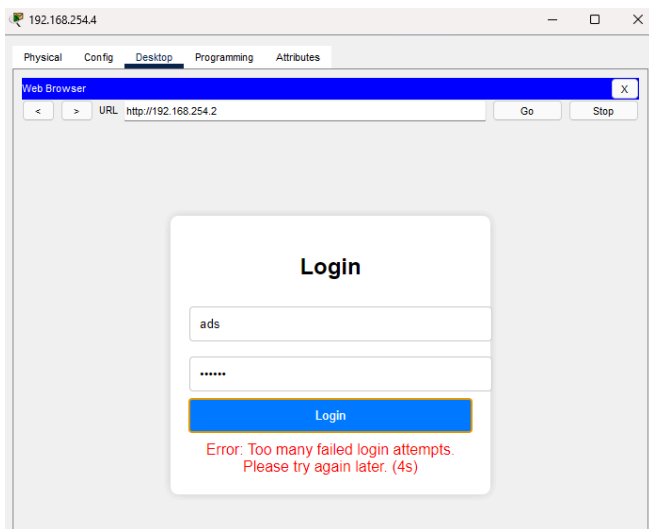 192.168.254.4
Physical Config Desktop Programming Attributes
Web Browser X
< > URL http://192.168.254.2 Go Stop
Login
ads
••••••
Login
Error: Too many failed login attempts.
Please try again later. (4s)